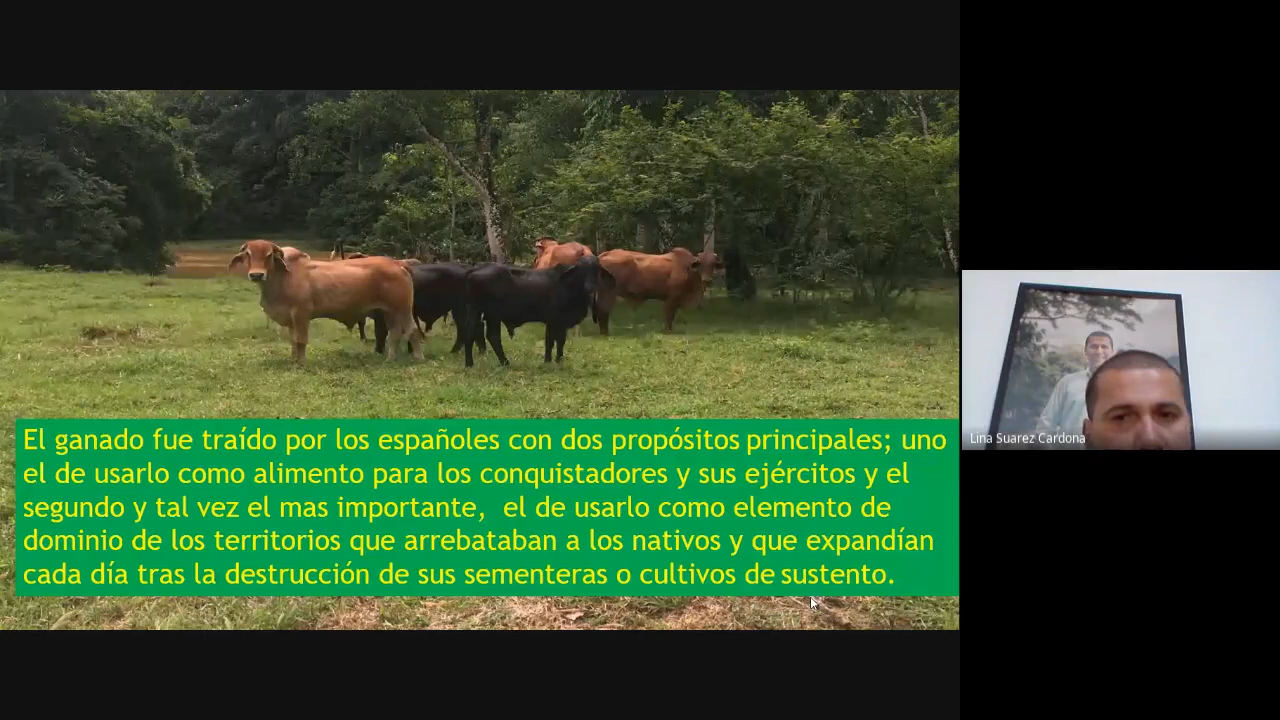 El ganado fue traído por los españoles con dos propósitos principales; uno
el de usarlo como alimento para los conquistadores y sus ejércitos y el
segundo y tal vez el mas importante, el de usarlo como elemento de
dominio de los territorios que arrebataban a los nativos y que expandían
cada día tras la destrucción de sus sementeras o cultivos de sustento.
Lina Suarez Cardona